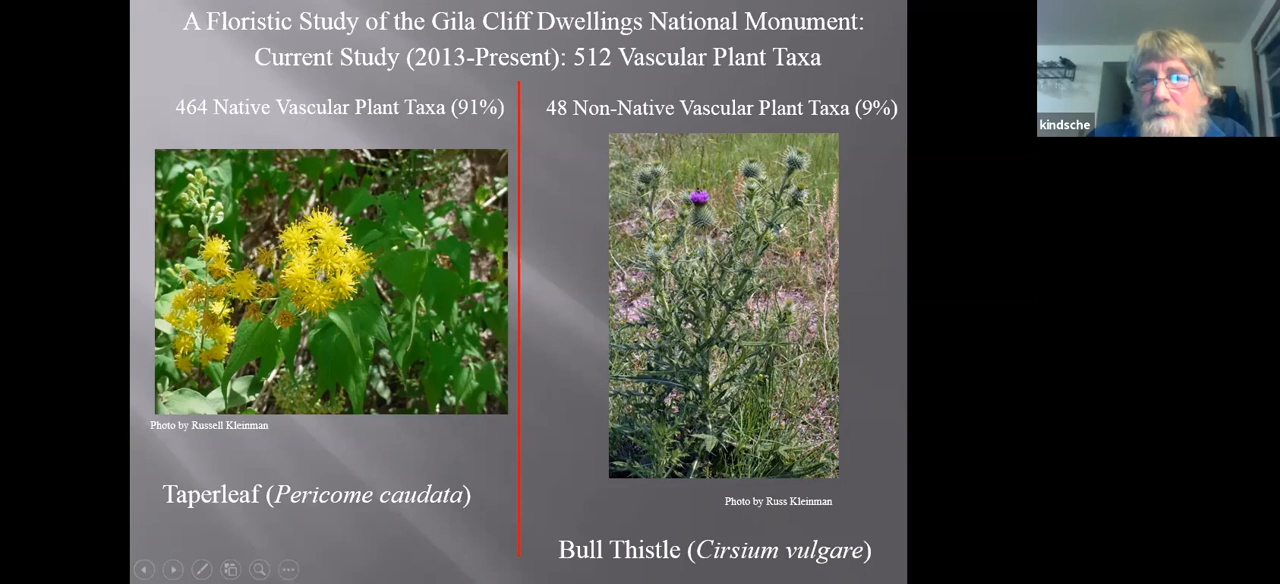 A Floristic Study of the Gila Cliff Dwellings National Monument:
Current Study (2013-Present): 512 Vascular Plant Taxa
464 Native Vascular Plant Taxa (91%)
48 Non-Native Vascular Plant Taxa (9%)
kindsche
Photo by Russell Kleinman
Taperleaf (Pericome caudata)
Photo by Russ Kleinman
Bull Thistle (Cirsium vulgare)